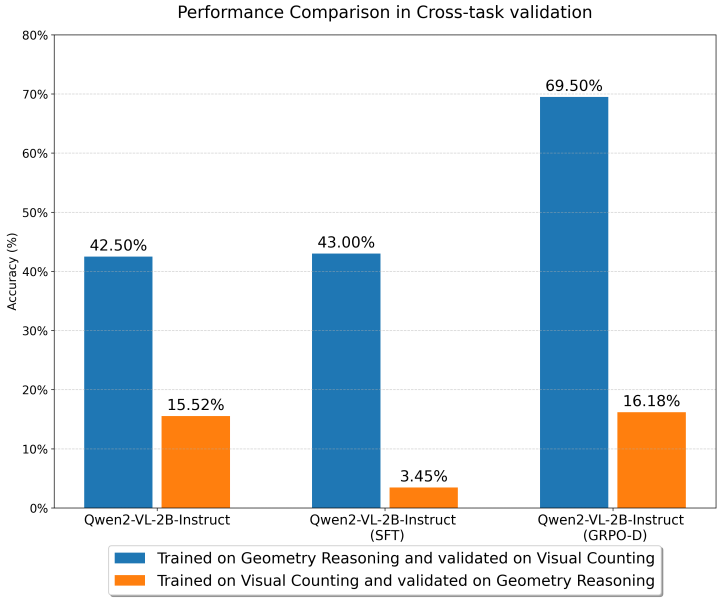 Performance Comparison in Cross-task validation
80%
70%
60%
50%
40%
30%
20%
10%
0%
Accuracy (%)
42.50%
15.52%
43.00%
3.45%
69.50%
16.18%
Qwen2-VL-2B-Instruct
Qwen2-VL-2B-Instruct
(SFT)
Qwen2-VL-2B-Instruct
(GRPO-D)
Trained on Geometry Reasoning and validated on Visual Counting
Trained on Visual Counting and validated on Geometry Reasoning